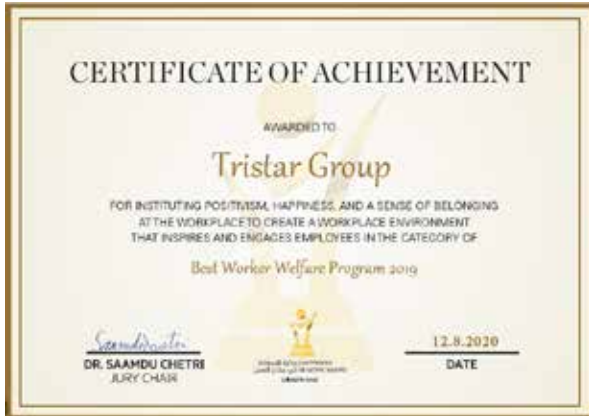 CERTIFICATE OF ACHIEVEMENT
AWARDED TO
Tristar Group
FOR INSTITUTING POSITIVISM, HAPPINESS, AND A SENSE OF BELONGING
AT THE WORKPLACE TO CREATE A WORKPLACE ENVIRONMENT
THAT INSPIRES AND ENGAGES EMPLOYEES IN THE CATEGORY OF
Best Worker Welfare Program 2019
12.8.2020
DR. SAAMDU CHETRI
DATE
JURY CHAIR